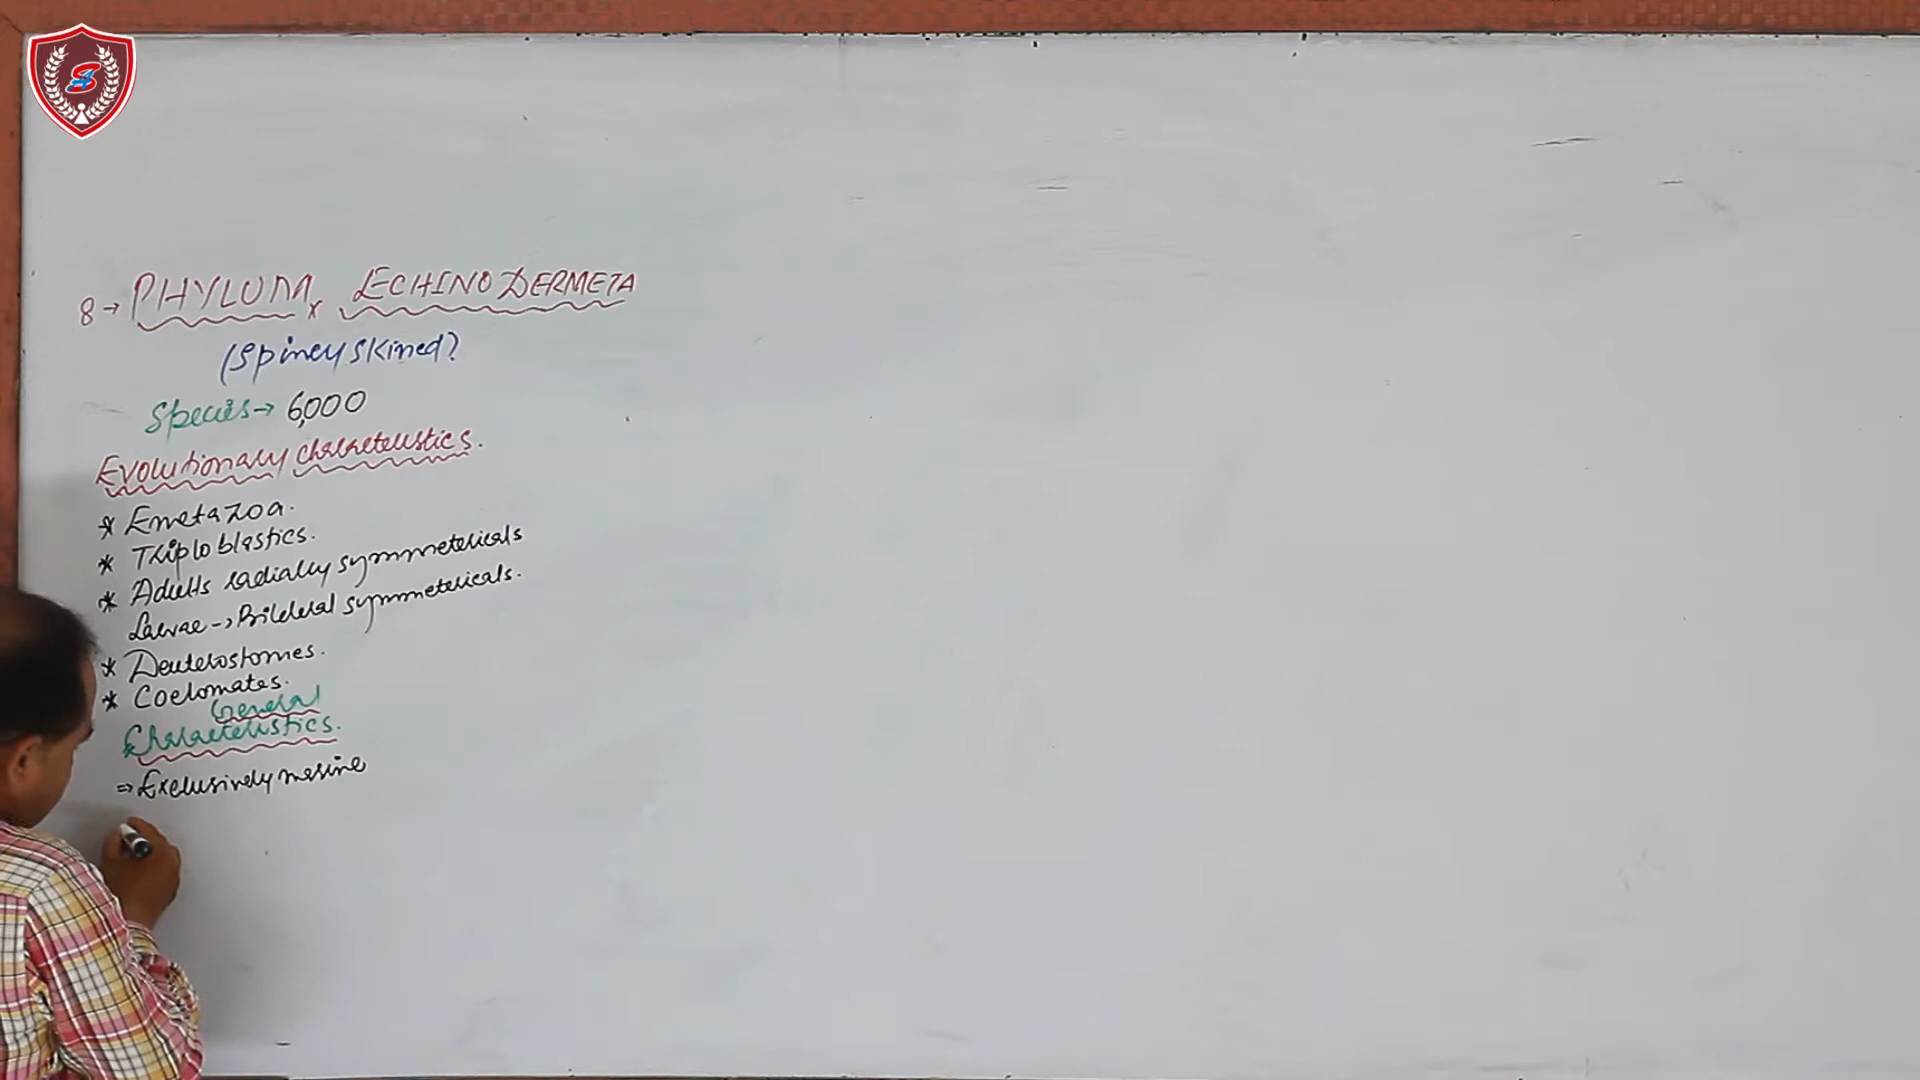 8→ PHYLUM, ECHINODERMETA
(Spiney skined?
Species→ 6,000
Evolutionary characteristics.
* Emetazoa.
* Triploblastics.
* Adults radially symmetericals
Larvae→ Bileteral symmetericals.
* Deuterostomes.
* Coelomates.
General
Characteristics.
⇒ Exclusively marine